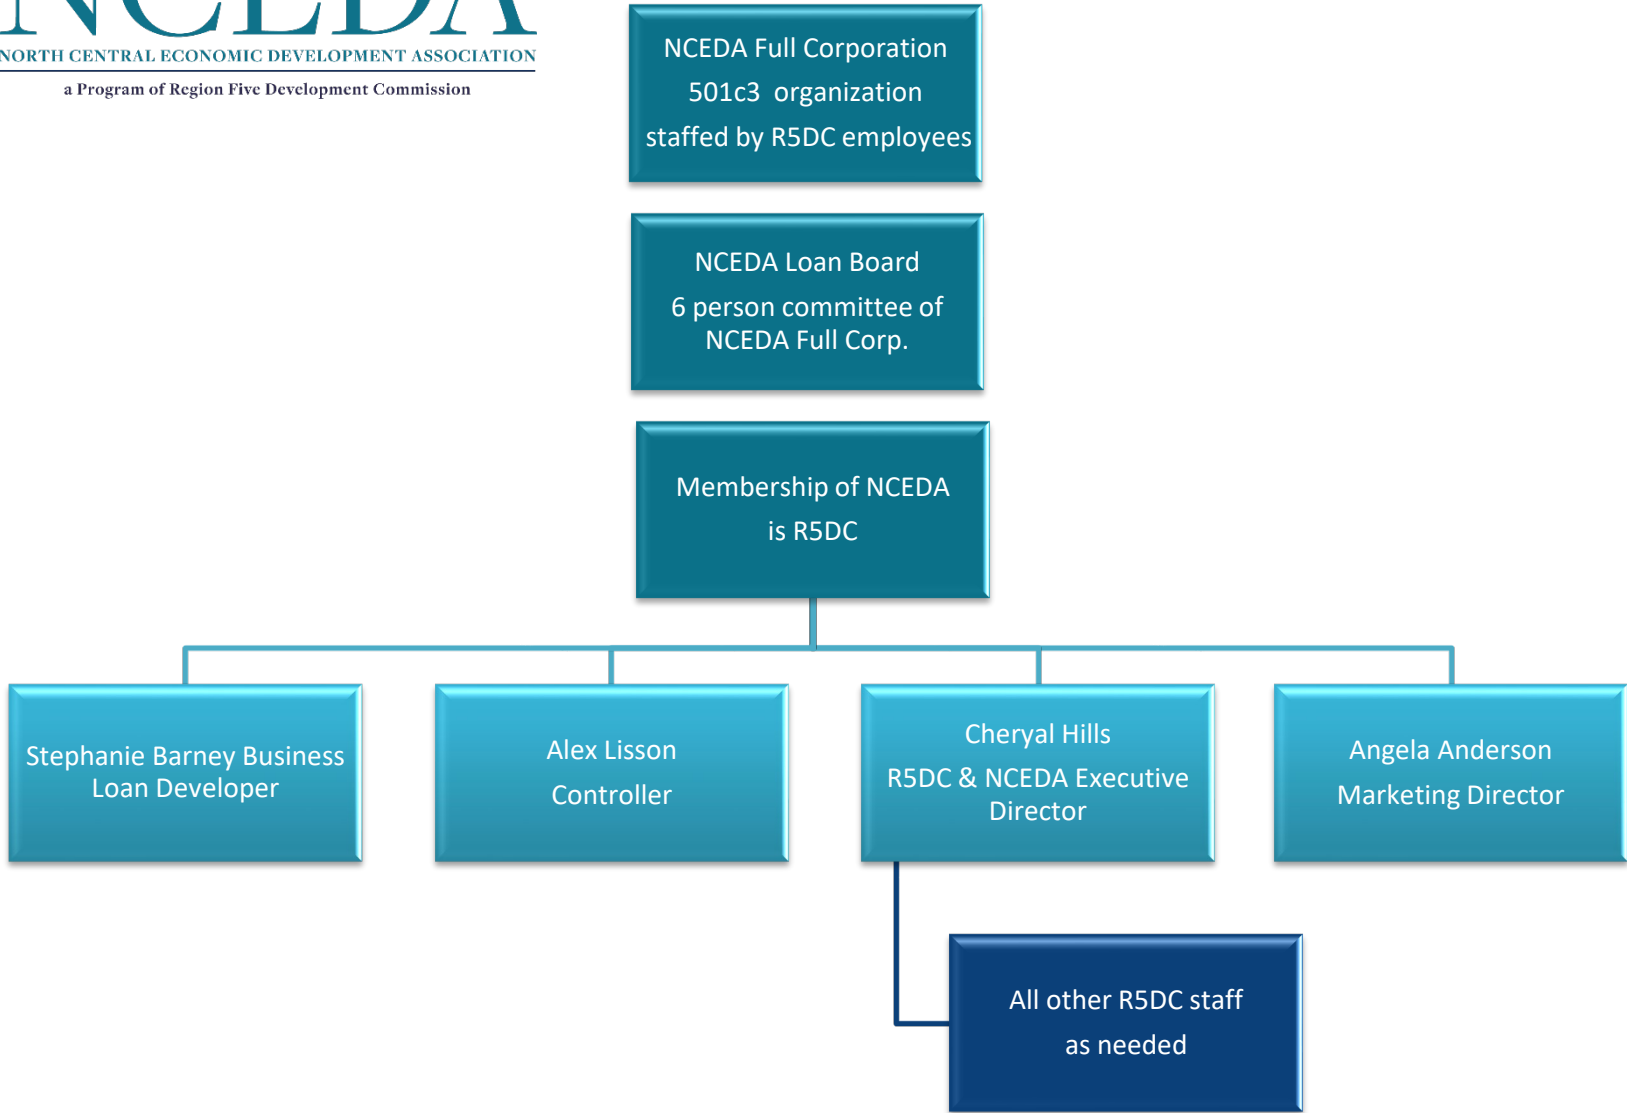 NCEDA
NORTH CENTRAL ECONOMIC DEVELOPMENT ASSOCIATION
a Program of Region Five Development Commission
NCEDA Full Corporation
501c3 organization
staffed by R5DC employees
NCEDA Loan Board
6 person committee of
NCEDA Full Corp.
Membership of NCEDA
is R5DC
Stephanie Barney Business
Loan Developer
Alex Lisson
Controller
Cheryal Hills
R5DC & NCEDA Executive
Director
Angela Anderson
Marketing Director
All other R5DC staff
as needed